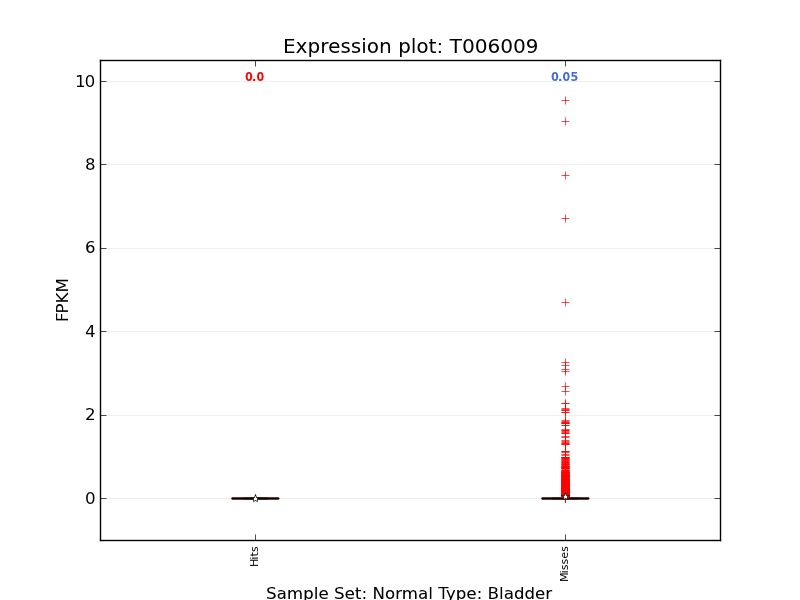 Expression plot: T006009
10
8
6
4
2
0
FPKM
0.0
0.05
Hits
Misses
Sample Set: Normal Type: Bladder